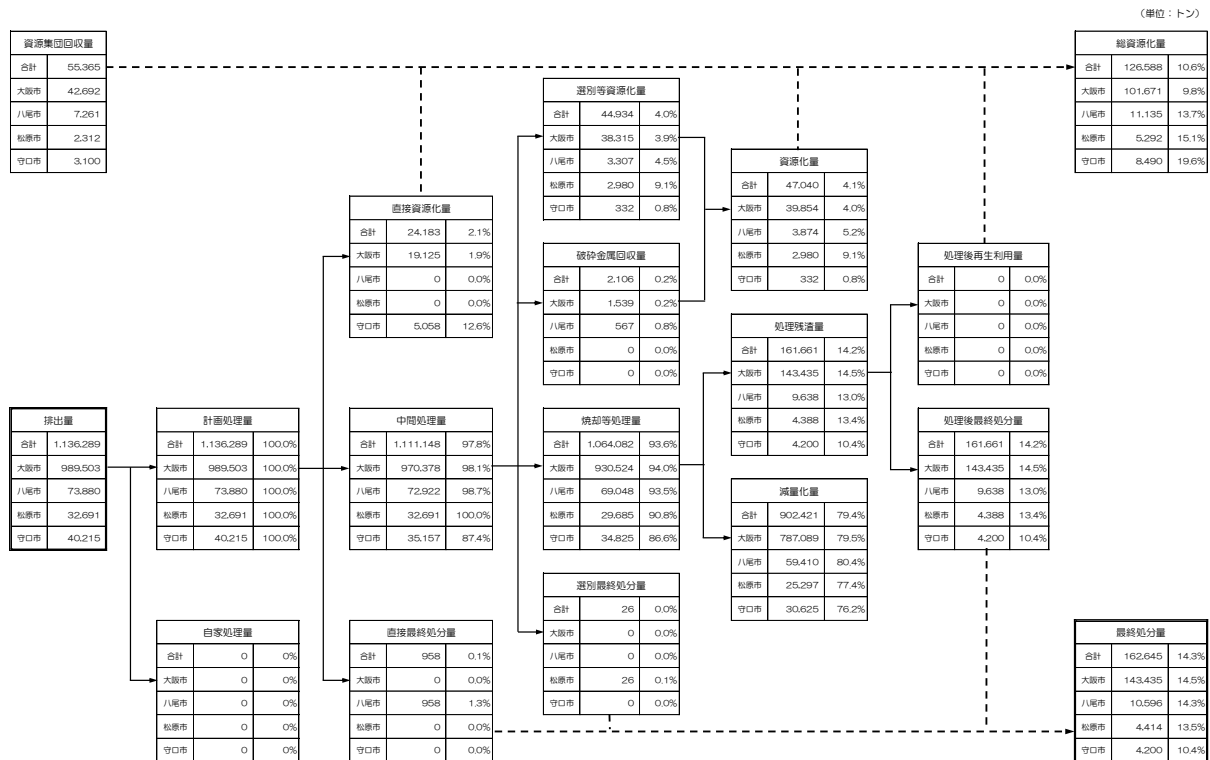 （単位：トン）
資源集団回収量
合計 55,365
大阪市 42,692
八尾市 7,261
松原市 2,312
守口市 3,100
総資源化量
合計 126,588 10.6%
大阪市 101,671 9.8%
八尾市 11,135 13.7%
松原市 5,292 15.1%
守口市 8,490 19.6%
選別等資源化量
合計 44,934 4.0%
大阪市 38,315 3.9%
八尾市 3,307 4.5%
松原市 2,980 9.1%
守口市 332 0.8%
資源化量
合計 47,040 4.1%
大阪市 39,854 4.0%
八尾市 3,874 5.2%
松原市 2,980 9.1%
守口市 332 0.8%
直接資源化量
合計 24,183 2.1%
大阪市 19,125 1.9%
八尾市 0 0.0%
松原市 0 0.0%
守口市 5,058 12.6%
破砕金属回収量
合計 2,106 0.2%
大阪市 1,539 0.2%
八尾市 567 0.8%
松原市 0 0.0%
守口市 0 0.0%
処理後再生利用量
合計 0 0.0%
大阪市 0 0.0%
八尾市 0 0.0%
松原市 0 0.0%
守口市 0 0.0%
処理残渣量
合計 161,661 14.2%
大阪市 143,435 14.5%
八尾市 9,638 13.0%
松原市 4,388 13.4%
守口市 4,200 10.4%
排出量
合計 1,136,289
大阪市 989,503
八尾市 73,880
松原市 32,691
守口市 40,215
計画処理量
合計 1,136,289 100.0%
大阪市 989,503 100.0%
八尾市 73,880 100.0%
松原市 32,691 100.0%
守口市 40,215 100.0%
中間処理量
合計 1,111,148 97.8%
大阪市 970,378 98.1%
八尾市 72,922 98.7%
松原市 32,691 100.0%
守口市 35,157 87.4%
焼却等処理量
合計 1,064,082 93.6%
大阪市 930,524 94.0%
八尾市 69,048 93.5%
松原市 29,685 90.8%
守口市 34,825 86.6%
処理後最終処分量
合計 161,661 14.2%
大阪市 143,435 14.5%
八尾市 9,638 13.0%
松原市 4,388 13.4%
守口市 4,200 10.4%
減量化量
合計 902,421 79.4%
大阪市 787,089 79.5%
八尾市 59,410 80.4%
松原市 25,297 77.4%
守口市 30,625 76.2%
選別最終処分量
合計 26 0.0%
大阪市 0 0.0%
八尾市 0 0.0%
松原市 26 0.1%
守口市 0 0.0%
自家処理量
合計 0 0%
大阪市 0 0%
八尾市 0 0%
松原市 0 0%
守口市 0 0%
直接最終処分量
合計 958 0.1%
大阪市 0 0.0%
八尾市 958 1.3%
松原市 0 0.0%
守口市 0 0.0%
最終処分量
合計 162,645 14.3%
大阪市 143,435 14.5%
八尾市 10,596 14.3%
松原市 4,414 13.5%
守口市 4,200 10.4%